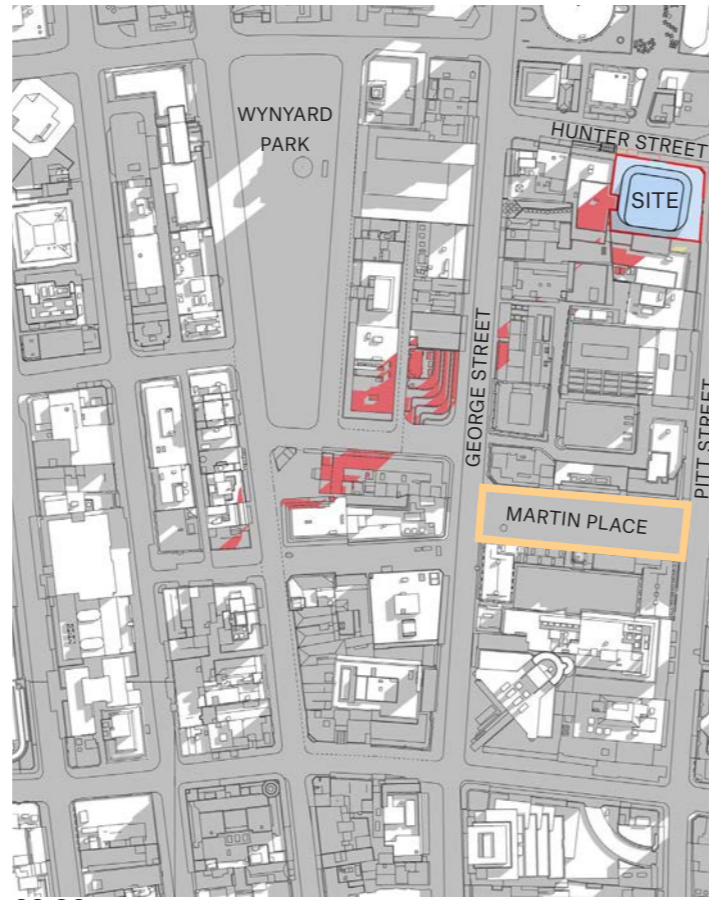 WYNYARD
PARK
HUNTER STREET
SITE
GEORGE STREET
PITT STREET
MARTIN PLACE